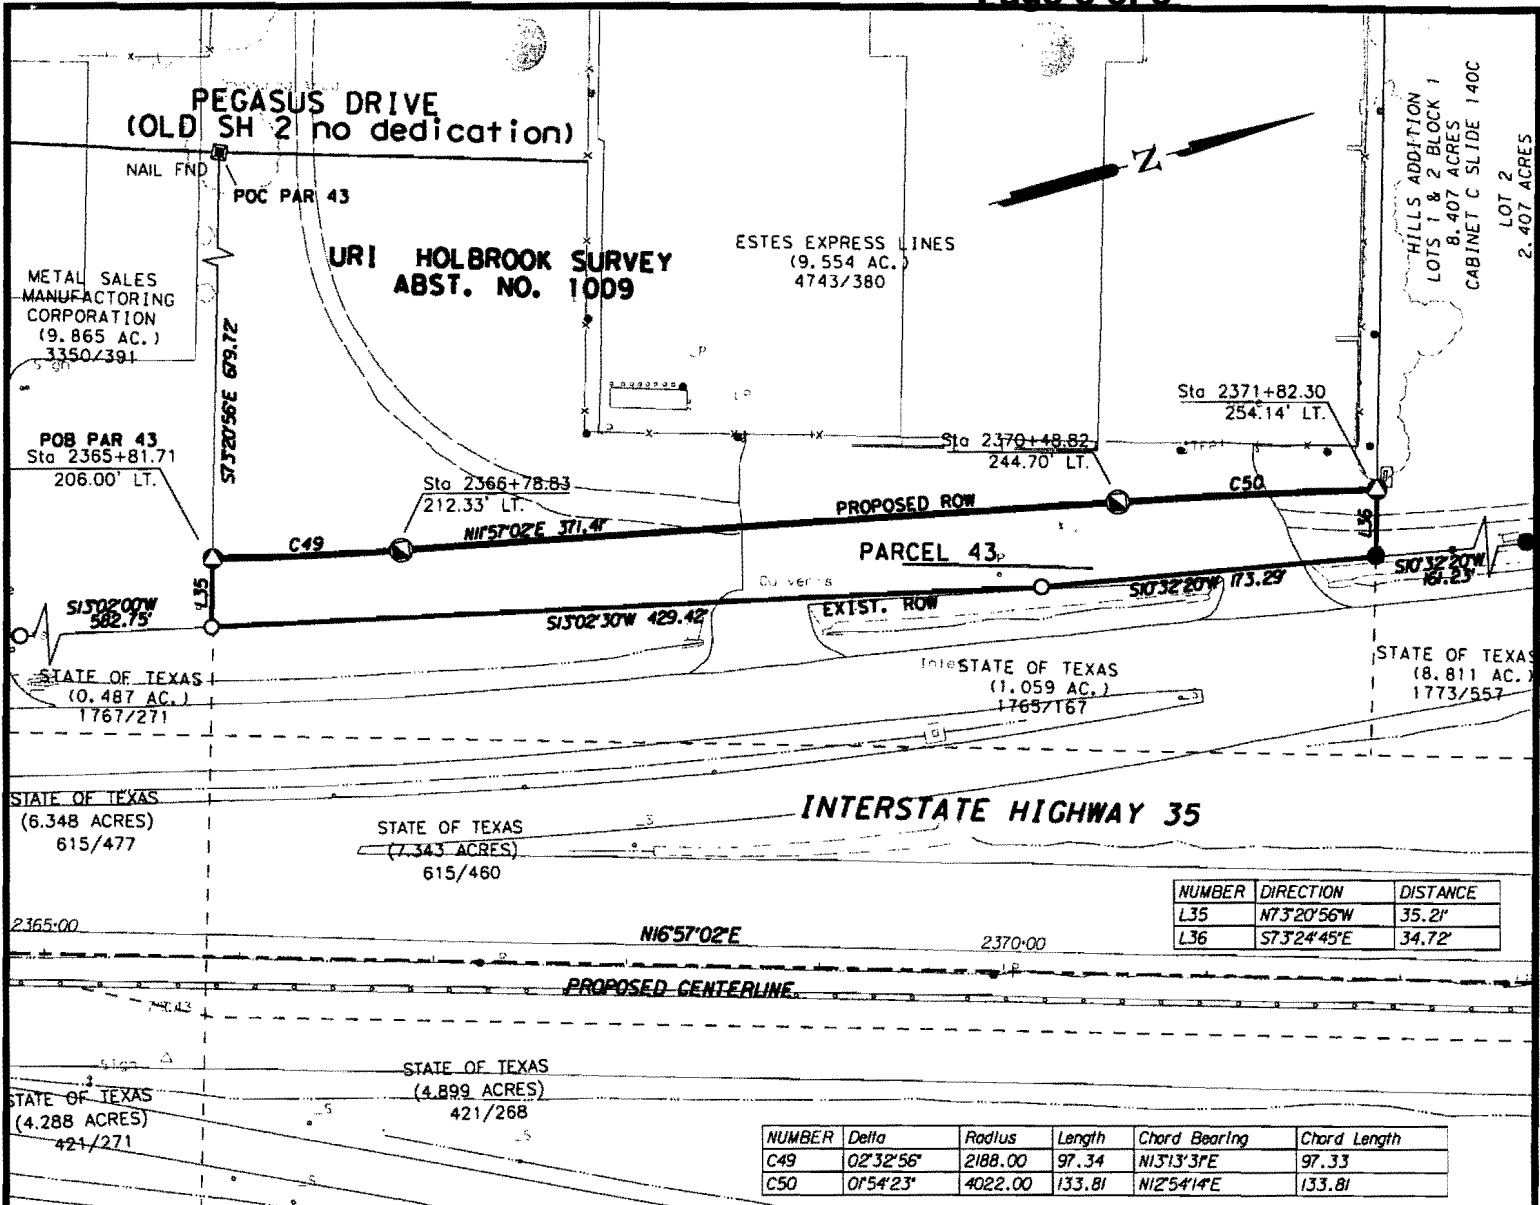 PEGASUS DRIVE
(OLD SH 2 no dedication)
NAIL FND
POC PAR 43
URI HOLBROOK SURVEY
ABST. NO. 1009
ESTES EXPRESS LINES
(9.554 AC.)
4743/380
N
HILLS ADDITION
LOTS 1 & 2 BLOCK 1
8.407 ACRES
CABINET C SLIDE 140C
LOT 2
2.407 ACRES
METAL SALES
MANUFACTORING
CORPORATION
(9.865 AC.)
3350/391
S73°20'56"E 679.72'
POB PAR 43
Sta 2365+81.71
206.00' LT.
Sta 2366+78.83
212.33' LT.
Sta 2370+48.82
244.70' LT.
Sta 2371+82.30
254.14' LT.
C49
N11°57'02"E 371.41'
PROPOSED ROW
C50
L36
L35
PARCEL 43
S13°02'00"W
582.75'
S13°02'30"W 429.42'
EXIST. ROW
S10°32'20"W 173.29'
S10°32'20"W
161.23'
STATE OF TEXAS
(0.487 AC.)
1767/271
STATE OF TEXAS
(1.059 AC.)
1765/167
STATE OF TEXAS
(8.811 AC.)
1773/557
STATE OF TEXAS
(6.348 ACRES)
615/477
STATE OF TEXAS
(7.343 ACRES)
615/460
INTERSTATE HIGHWAY 35
NUMBER DIRECTION DISTANCE
L35 N73°20'56"W 35.21'
L36 S73°24'45"E 34.72'
2365+00
N16°57'02"E
2370+00
PROPOSED CENTERLINE
STATE OF TEXAS
(4.899 ACRES)
421/268
STATE OF TEXAS
(4.288 ACRES)
421/271
NUMBER Delta Radius Length Chord Bearing Chord Length
C49 02°32'56" 2188.00 97.34 N13°13'31"E 97.33
C50 01°54'23" 4022.00 133.81 N12°54'14"E 133.81